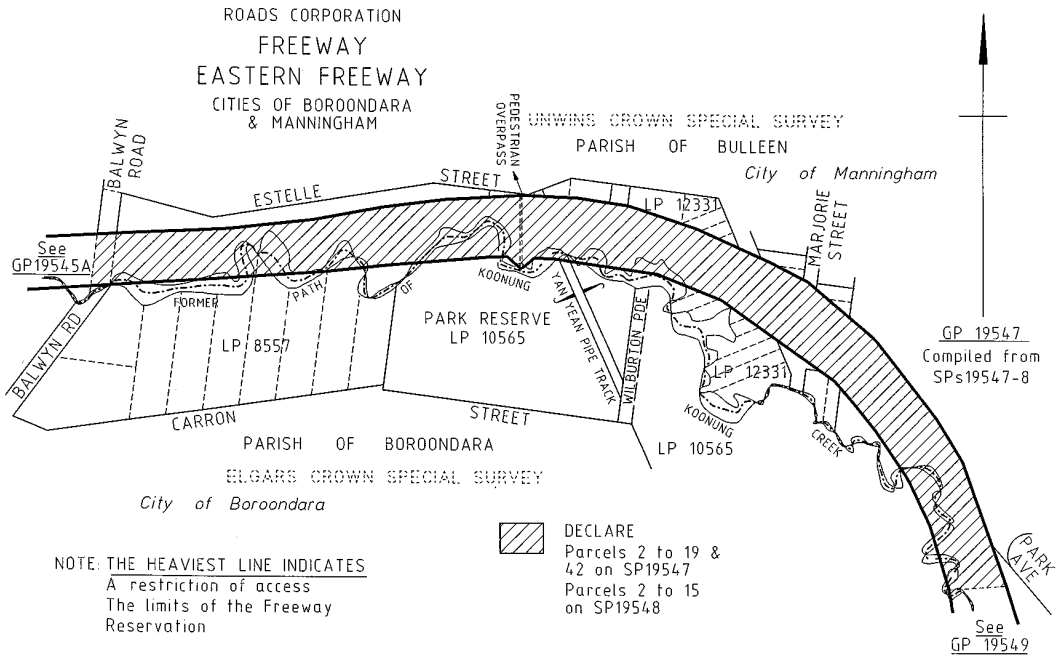 ROADS CORPORATION
FREEWAY
EASTERN FREEWAY
CITIES OF BOROONDARA
& MANNINGHAM
PEDESTRIAN
OVERPASS
UNWINS CROWN SPECIAL SURVEY
PARISH OF BULLEEN
City of Manningham
BALWYN
ROAD
ESTELLE STREET
LP 12331
MARJORIE
STREET
See
GP19545A
FORMER PATH OF KOONUNG
BALWYN RD
LP 8557
PARK RESERVE
LP 10565
YAN YEAN PIPE TRACK
WILBURTON PDE
LP 12331
GP 19547
Compiled from
SPs19547-8
CARRON STREET
KOONUNG CREEK
LP 10565
PARISH OF BOROONDARA
ELGARS CROWN SPECIAL SURVEY
City of Boroondara
DECLARE
Parcels 2 to 19 &
42 on SP19547
Parcels 2 to 15
on SP19548
NOTE: THE HEAVIEST LINE INDICATES
A restriction of access
The limits of the Freeway
Reservation
PARK
AVE
See
GP 19549